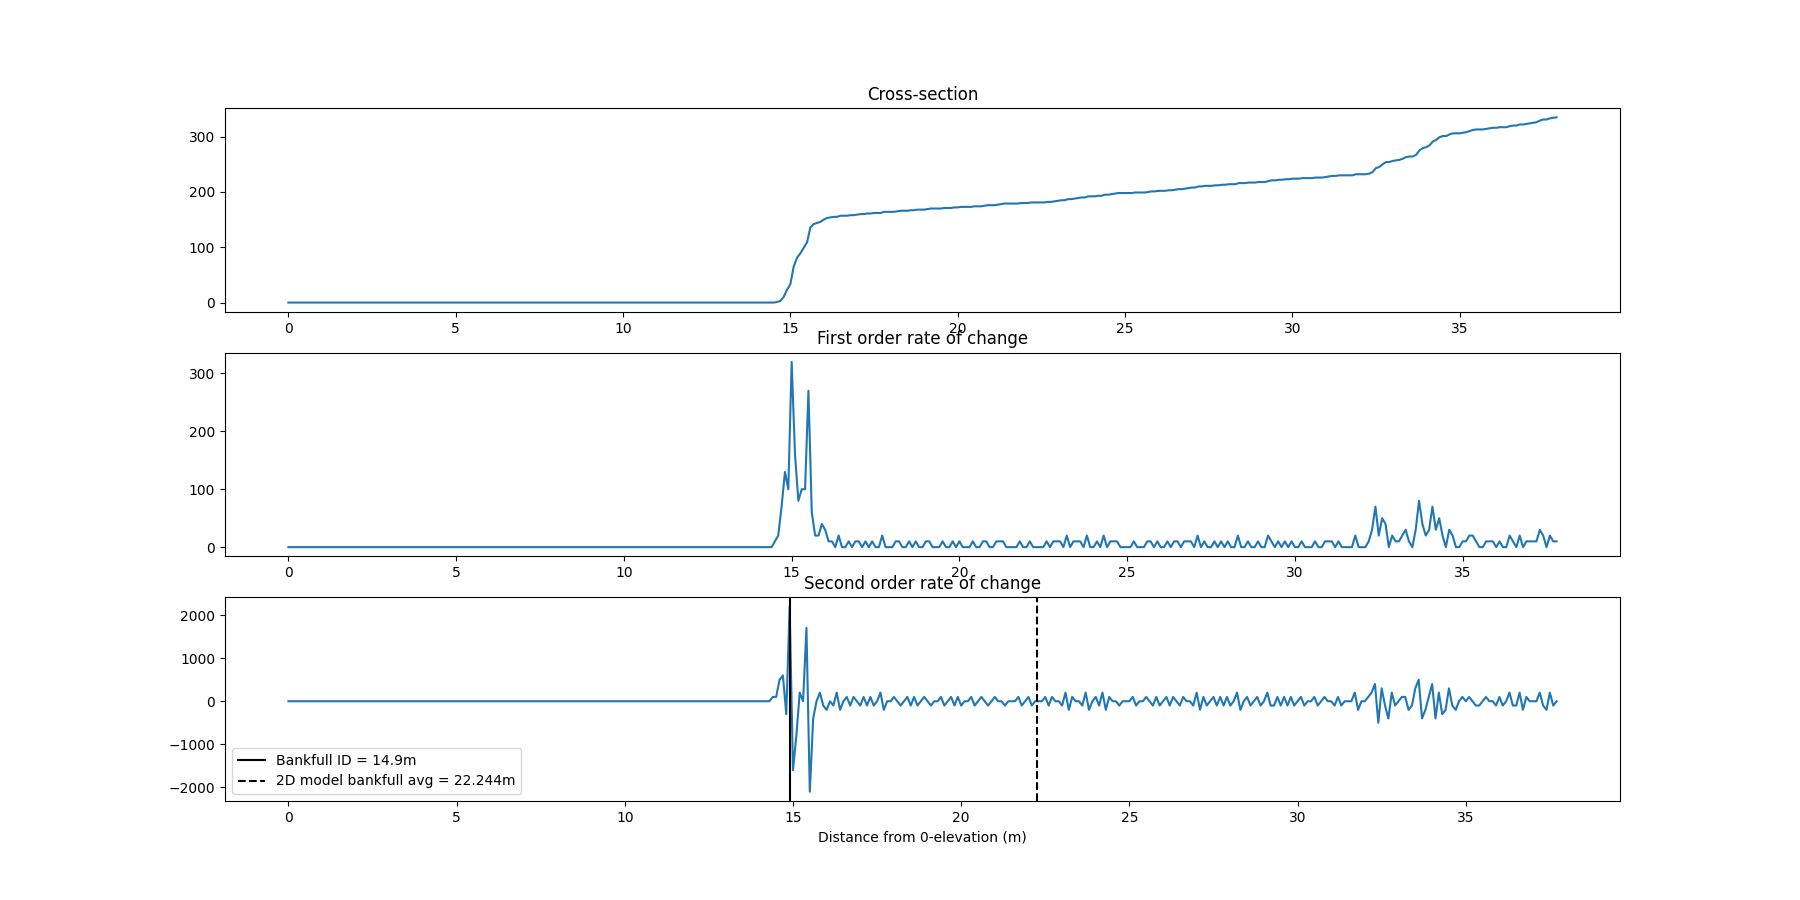 Cross-section
300
200
100
0
0 5 10 15 20 25 30 35
First order rate of change
300
200
100
0
0 5 10 15 20 25 30 35
Second order rate of change
2000
1000
0
−1000
−2000
Bankfull ID = 14.9m
2D model bankfull avg = 22.244m
0 5 10 15 20 25 30 35
Distance from 0-elevation (m)